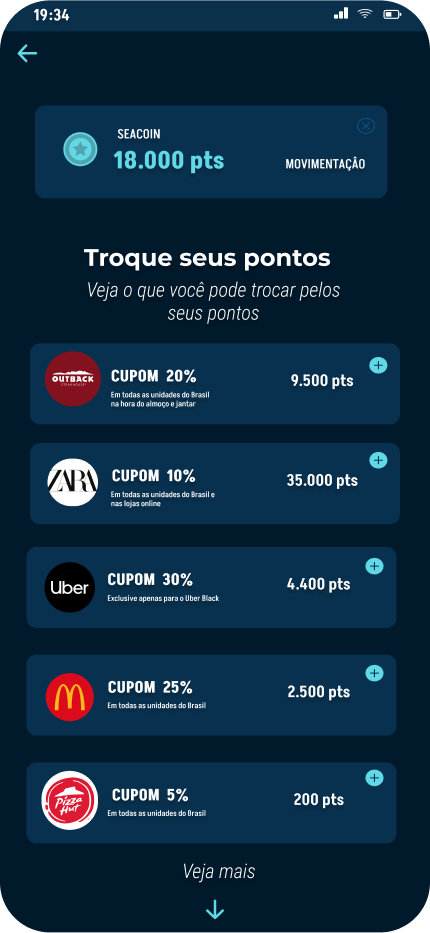 19:34
SEACOIN
18.000 pts
MOVIMENTAÇÂO
Troque seus pontos
Veja o que você pode trocar pelos
seus pontos
OUTBACK
STEAKHOUSE
CUPOM 20%
Em todas as unidades do Brasil
na hora do almoço e jantar
9.500 pts
ZARA
CUPOM 10%
Em todas as unidades do Brasil e
nas lojas online
35.000 pts
Uber
CUPOM 30%
Exclusive apenas para o Uber Black
4.400 pts
CUPOM 25%
Em todas as unidades do Brasil
2.500 pts
Pizza
Hut
CUPOM 5%
Em todas as unidades do Brasil
200 pts
Veja mais